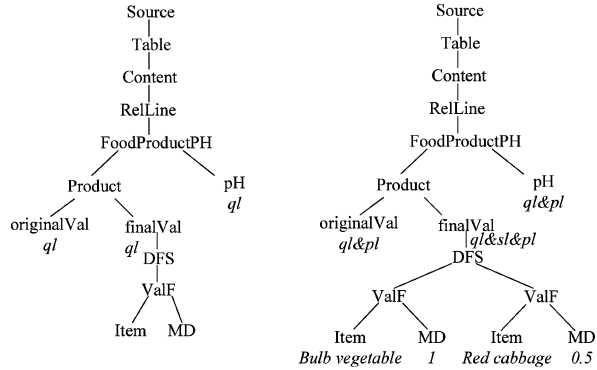 Source Source
Table Table
Content Content
RelLine RelLine
FoodProductPH FoodProductPH
Product pH Product pH
ql ql&pl
originalVal finalVal originalVal finalVal
ql ql ql&pl ql&sl&pl
DFS DFS
ValF ValF ValF
Item MD Item MD Item MD
Bulb vegetable 1 Red cabbage 0.5